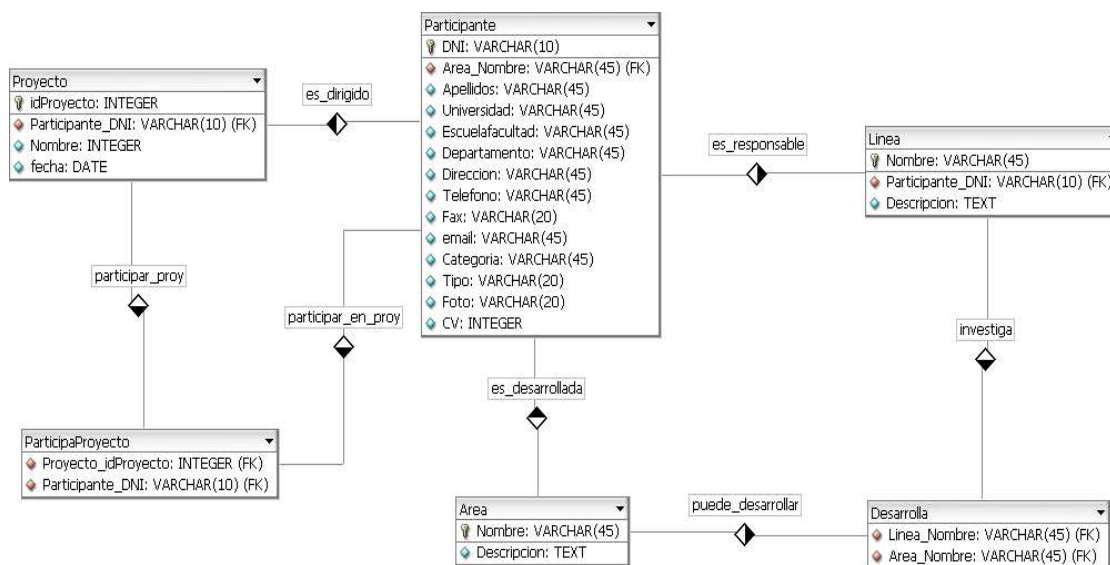 Participante
DNI: VARCHAR(10)
Area_Nombre: VARCHAR(45) (FK)
Apellidos: VARCHAR(45)
Universidad: VARCHAR(45)
Escuelafacultad: VARCHAR(45)
Departamento: VARCHAR(45)
Direccion: VARCHAR(45)
Telefono: VARCHAR(45)
Fax: VARCHAR(20)
email: VARCHAR(45)
Categoria: VARCHAR(45)
Tipo: VARCHAR(20)
Foto: VARCHAR(20)
CV: INTEGER
Proyecto
idProyecto: INTEGER
Participante_DNI: VARCHAR(10) (FK)
Nombre: INTEGER
fecha: DATE
es_dirigido
es_responsable
Linea
Nombre: VARCHAR(45)
Participante_DNI: VARCHAR(10) (FK)
Descripcion: TEXT
participar_proy
participar_en_proy
es_desarrollada
investiga
ParticipaProyecto
Proyecto_idProyecto: INTEGER (FK)
Participante_DNI: VARCHAR(10) (FK)
Area
Nombre: VARCHAR(45)
Descripcion: TEXT
puede_desarrollar
Desarrolla
Linea_Nombre: VARCHAR(45) (FK)
Area_Nombre: VARCHAR(45) (FK)